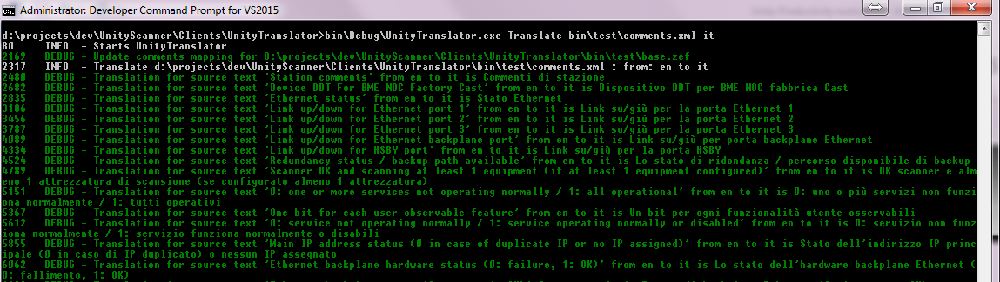 Administrator: Developer Command Prompt for VS2015
d:\projects\dev\UnityScanner\Clients\UnityTranslator>bin\Debug\UnityTranslator.exe Translate bin\test\comments.xml it
80     INFO  - Starts UnityTranslator
2169   DEBUG - Update comments mapping for D:\projects\dev\UnityScanner\Clients\UnityTranslator\bin\test\base.zef
2317   INFO  - Translate d:\projects\dev\UnityScanner\Clients\UnityTranslator\bin\test\comments.xml : from: en to it
2480   DEBUG - Translation for source text 'Station comments' from en to it is Commenti di stazione
2682   DEBUG - Translation for source text 'Device DDT For BME NOC Factory Cast' from en to it is Dispositivo DDT per BME NOC fabbrica Cast
2835   DEBUG - Translation for source text 'Ethernet status' from en to it is Stato Ethernet
3186   DEBUG - Translation for source text 'Link up/down for Ethernet port 1' from en to it is Link su/giù per la porta Ethernet 1
3456   DEBUG - Translation for source text 'Link up/down for Ethernet port 2' from en to it is Link su/giù per la porta Ethernet 2
3787   DEBUG - Translation for source text 'Link up/down for Ethernet port 3' from en to it is Link su/giù per la porta Ethernet 3
4089   DEBUG - Translation for source text 'Link up/down for Ethernet backplane port' from en to it is Link su/giù per porta backplane Ethernet
4334   DEBUG - Translation for source text 'Link up/down for HSBY port' from en to it is Link su/giù per la porta HSBY
4524   DEBUG - Translation for source text 'Redundancy status / backup path available' from en to it is Lo stato di ridondanza / percorso disponibile di backup
4789   DEBUG - Translation for source text 'Scanner OK and scanning at least 1 equipment (if at least 1 equipment configured)' from en to it is OK scanner e alm
eno 1 attrezzatura di scansione (se configurato almeno 1 attrezzatura)
5151   DEBUG - Translation for source text '0: one or more services not operating normally / 1: all operational' from en to it is 0: uno o più servizi non funzi
ona normalmente / 1: tutti operativi
5367   DEBUG - Translation for source text 'One bit for each user-observable feature' from en to it is Un bit per ogni funzionalità utente osservabili
5612   DEBUG - Translation for source text '0: service not operating normally / 1: service operating normally or disabled' from en to it is 0: servizio non funz
iona normalmente / 1: servizio funziona normalmente o disabili
5855   DEBUG - Translation for source text 'Main IP address status (0 in case of duplicate IP or no IP assigned)' from en to it is Stato dell'indirizzo IP princ
ipale (0 in caso di IP duplicato) o nessun IP assegnato
6062   DEBUG - Translation for source text 'Ethernet backplane hardware status (0: failure, 1: OK)' from en to it is Lo stato dell'hardware backplane Ethernet (
0: fallimento, 1: OK)